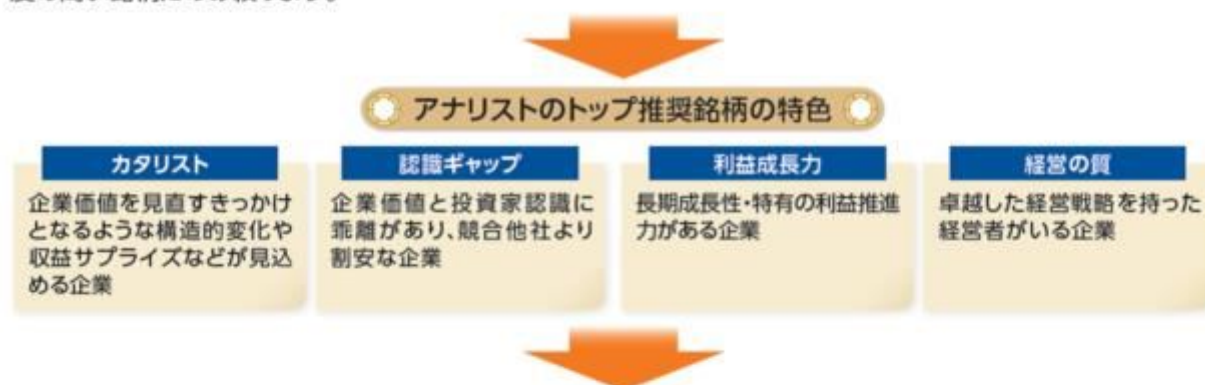 アナリストのトップ推奨銘柄の特色
カタリスト
企業価値を見直すきっかけ
となるような構造的変化や
収益サプライズなどが見込
める企業
認識ギャップ
企業価値と投資家認識に
乖離があり、競合他社より
割安な企業
利益成長力
長期成長性・特有の利益推進
力がある企業
経営の質
卓越した経営戦略を持った
経営者がいる企業